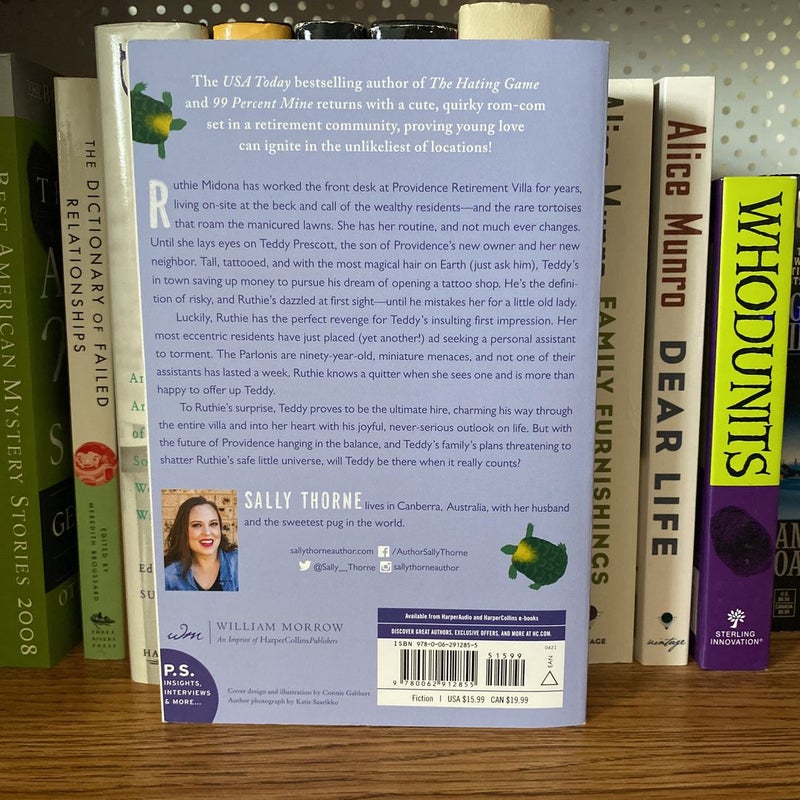 The USA Today bestselling author of The Hating Game
and 99 Percent Mine returns with a cute, quirky rom-com
set in a retirement community, proving young love
can ignite in the unlikeliest of locations!
Ruthie Midona has worked the front desk at Providence Retirement Villa for years,
living on-site at the beck and call of the wealthy residents—and the rare tortoises
that roam the manicured lawns. She has her routine, and not much ever changes.
Until she lays eyes on Teddy Prescott, the son of Providence's new owner and her new
neighbor. Tall, tattooed, and with the most magical hair on Earth (just ask him), Teddy's
in town saving up money to pursue his dream of opening a tattoo shop. He's the defini-
tion of risky, and Ruthie's dazzled at first sight—until he mistakes her for a little old lady.
Luckily, Ruthie has the perfect revenge for Teddy's insulting first impression. Her
most eccentric residents have just placed (yet another!) ad seeking a personal assistant
to torment. The Parlonis are ninety-year-old, miniature menaces, and not one of their
assistants has lasted a week. Ruthie knows a quitter when she sees one and is more than
happy to offer up Teddy.
To Ruthie's surprise, Teddy proves to be the ultimate hire, charming his way through
the entire villa and into her heart with his joyful, never-serious outlook on life. But with
the future of Providence hanging in the balance, and Teddy's family's plans threatening to
shatter Ruthie's safe little universe, will Teddy be there when it really counts?
SALLY THORNE lives in Canberra, Australia, with her husband
and the sweetest pug in the world.
sallythorneauthor.com /AuthorSallyThorne
@Sally__Thorne sallythorneauthor
wm WILLIAM MORROW
An Imprint of HarperCollinsPublishers
P.S.
INSIGHTS,
INTERVIEWS
& MORE...
Cover design and illustration by Connie Gabbert
Author photograph by Katie Saarikko
Available from HarperAudio and HarperCollins e-books
DISCOVER GREAT AUTHORS, EXCLUSIVE OFFERS, AND MORE AT HC.COM.
ISBN 978-0-06-291285-5
51599
0421
EAN
9 780062 912855
Fiction | USA $15.99 CAN $19.99
BEST AMERICAN MYSTERY STORIES 2008
THE DICTIONARY OF FAILED
RELATIONSHIPS
EDITED BY
MEREDITH BROUSSARD
THREE RIVERS PRESS
Alice Munro FAMILY FURNISHINGS
Alice Munro DEAR LIFE
vintage
WHODUNITS
STERLING
INNOVATION